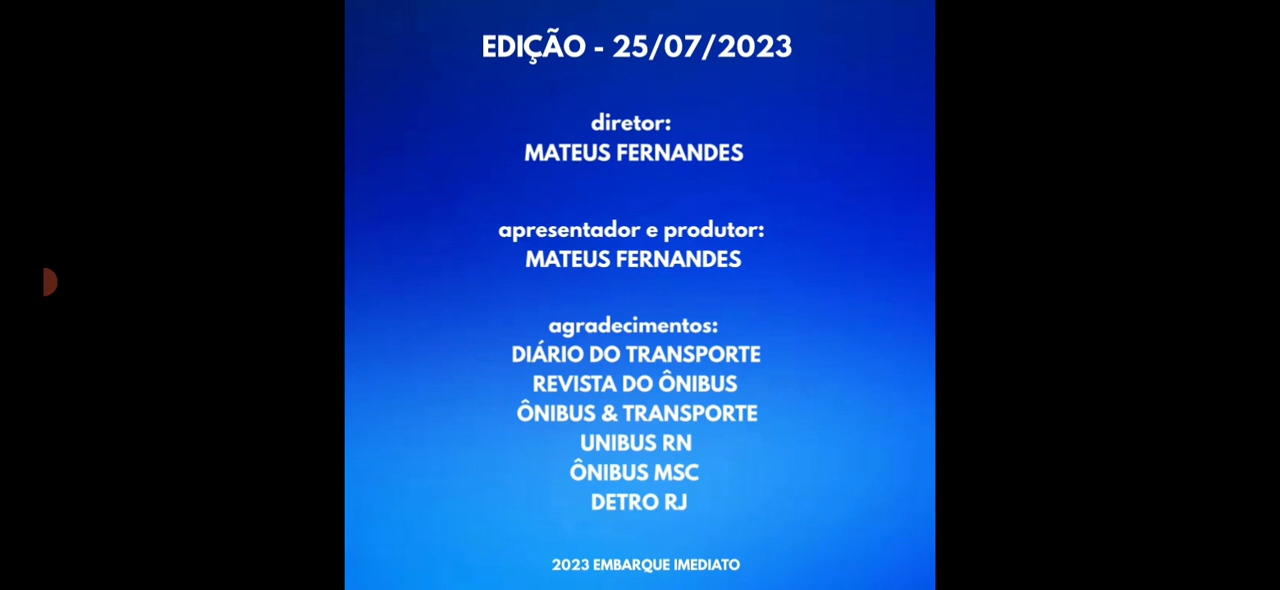 EDIÇÃO - 25/07/2023
diretor:
MATEUS FERNANDES
apresentador e produtor:
MATEUS FERNANDES
agradecimentos:
DIÁRIO DO TRANSPORTE
REVISTA DO ÔNIBUS
ÔNIBUS & TRANSPORTE
UNIBUS RN
ÔNIBUS MSC
DETRO RJ
2023 EMBARQUE IMEDIATO